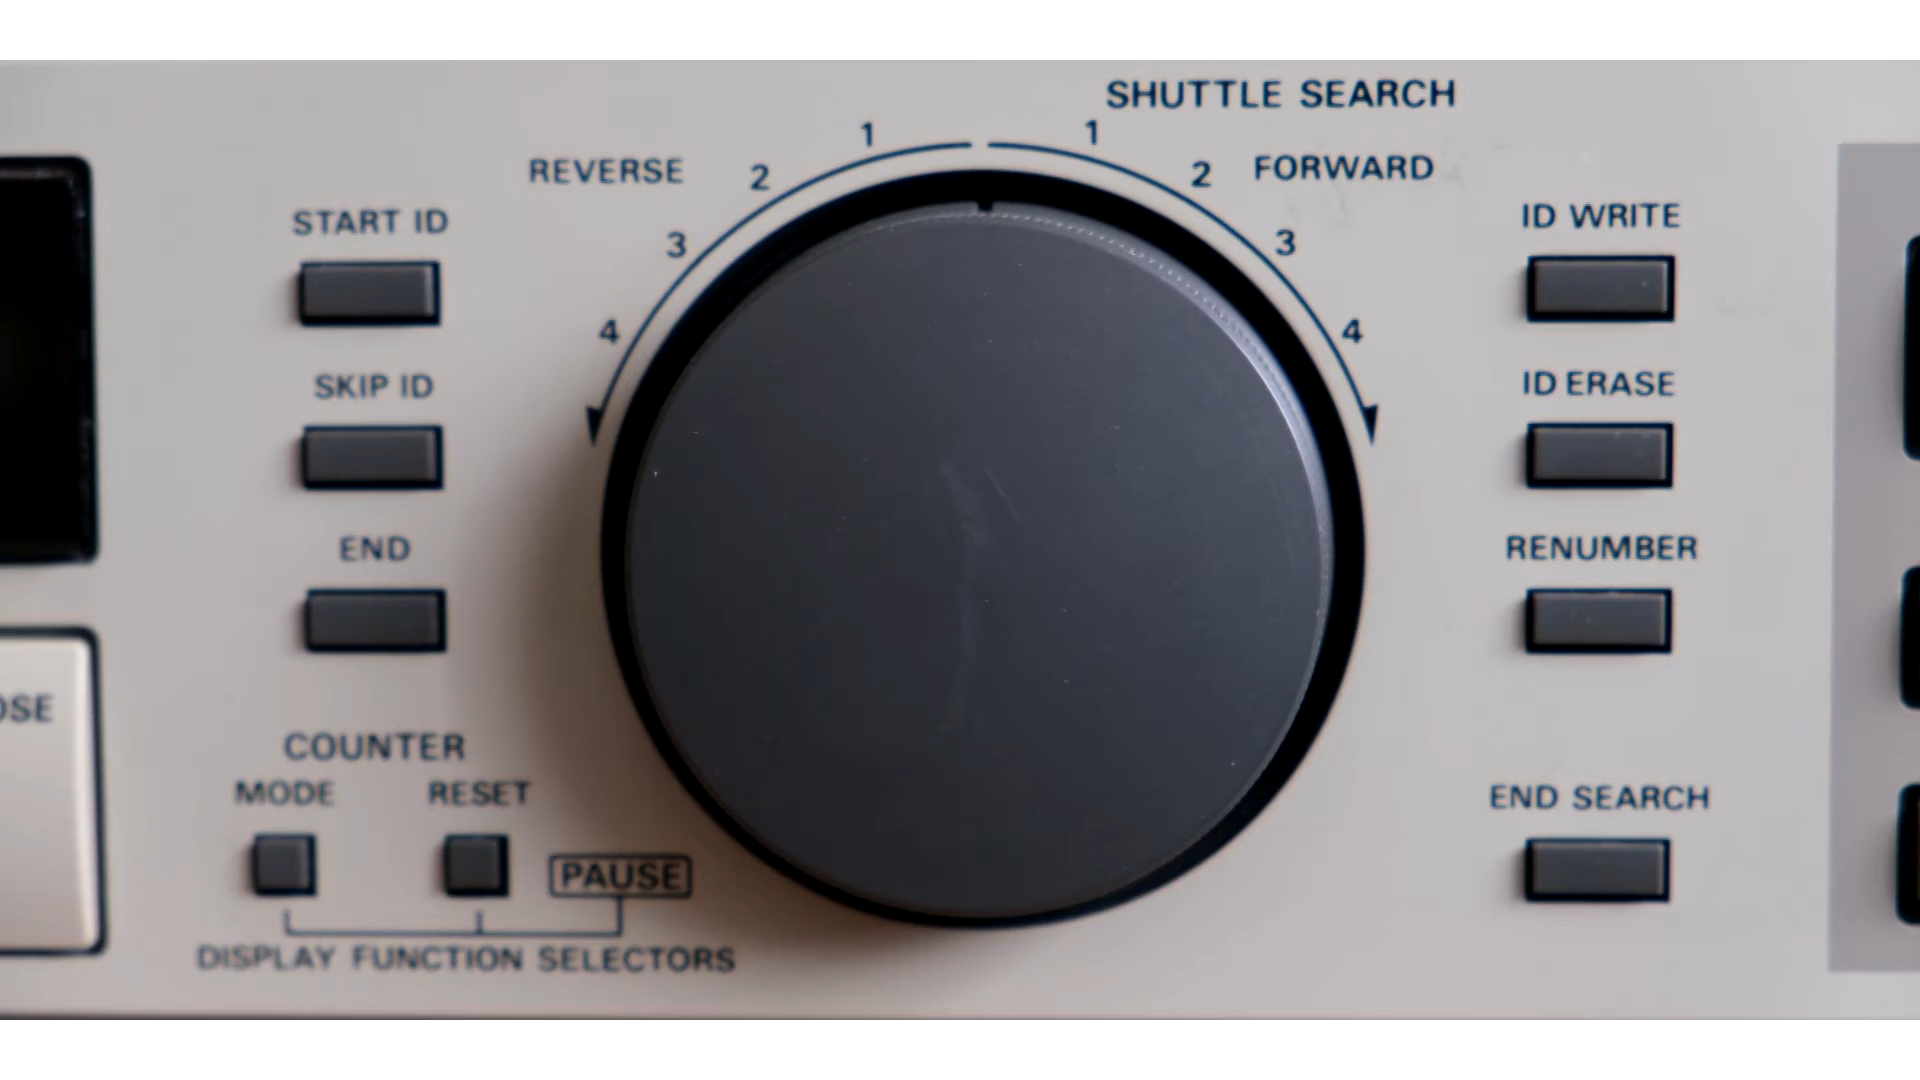 SHUTTLE SEARCH
1 1
REVERSE 2 2 FORWARD
3 3
4 4
START ID
SKIP ID
END
COUNTER
MODE RESET
PAUSE
DISPLAY FUNCTION SELECTORS
ID WRITE
ID ERASE
RENUMBER
END SEARCH